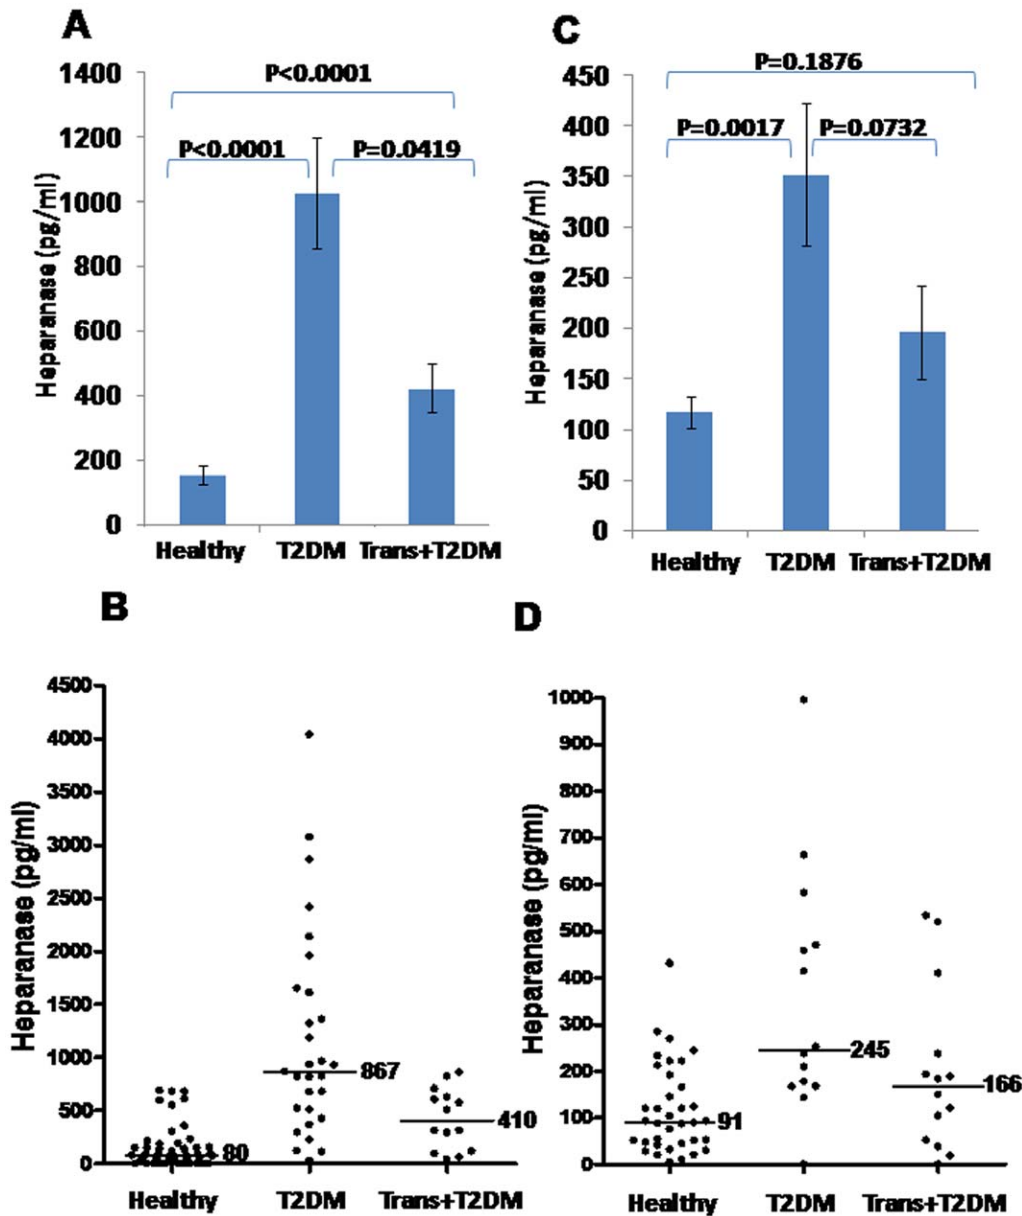 A
1400
1200
1000
800
600
400
200
0
Heparanase (pg/ml)
P<0.0001
P<0.0001
P=0.0419
Healthy
T2DM
Trans+T2DM
C
450
400
350
300
250
200
150
100
50
0
Heparanase (pg/ml)
P=0.1876
P=0.0017
P=0.0732
Healthy
T2DM
Trans+T2DM
B
4500
4000
3500
3000
2500
2000
1500
1000
500
0
Heparanase (pg/ml)
80
867
410
Healthy
T2DM
Trans+T2DM
D
1000
900
800
700
600
500
400
300
200
100
0
Heparanase (pg/ml)
91
245
166
Healthy
T2DM
Trans+T2DM